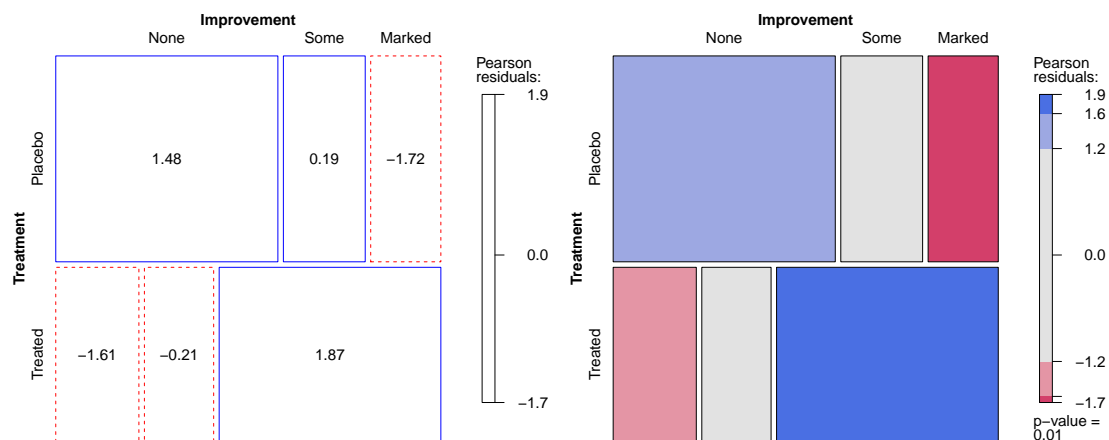 Improvement
None Some Marked
Treatment
Placebo
Treated
1.48 0.19 −1.72
−1.61 −0.21 1.87
Pearson
residuals:
1.9
0.0
−1.7
Improvement
None Some Marked
Treatment
Placebo
Treated
Pearson
residuals:
1.9
1.6
1.2
0.0
−1.2
−1.7
p−value =
0.01